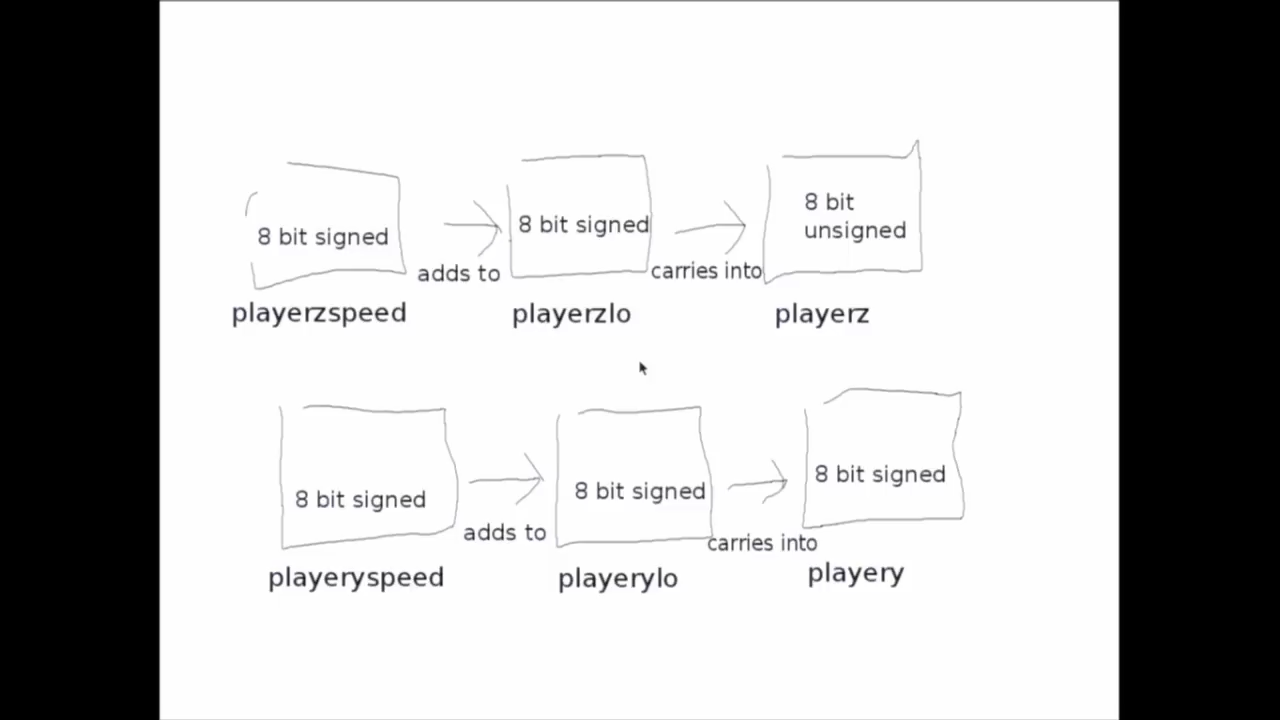 8 bit signed
adds to
8 bit signed
carries into
8 bit
unsigned
playerzspeed
playerzlo
playerz
8 bit signed
adds to
8 bit signed
carries into
8 bit signed
playeryspeed
playerylo
playery